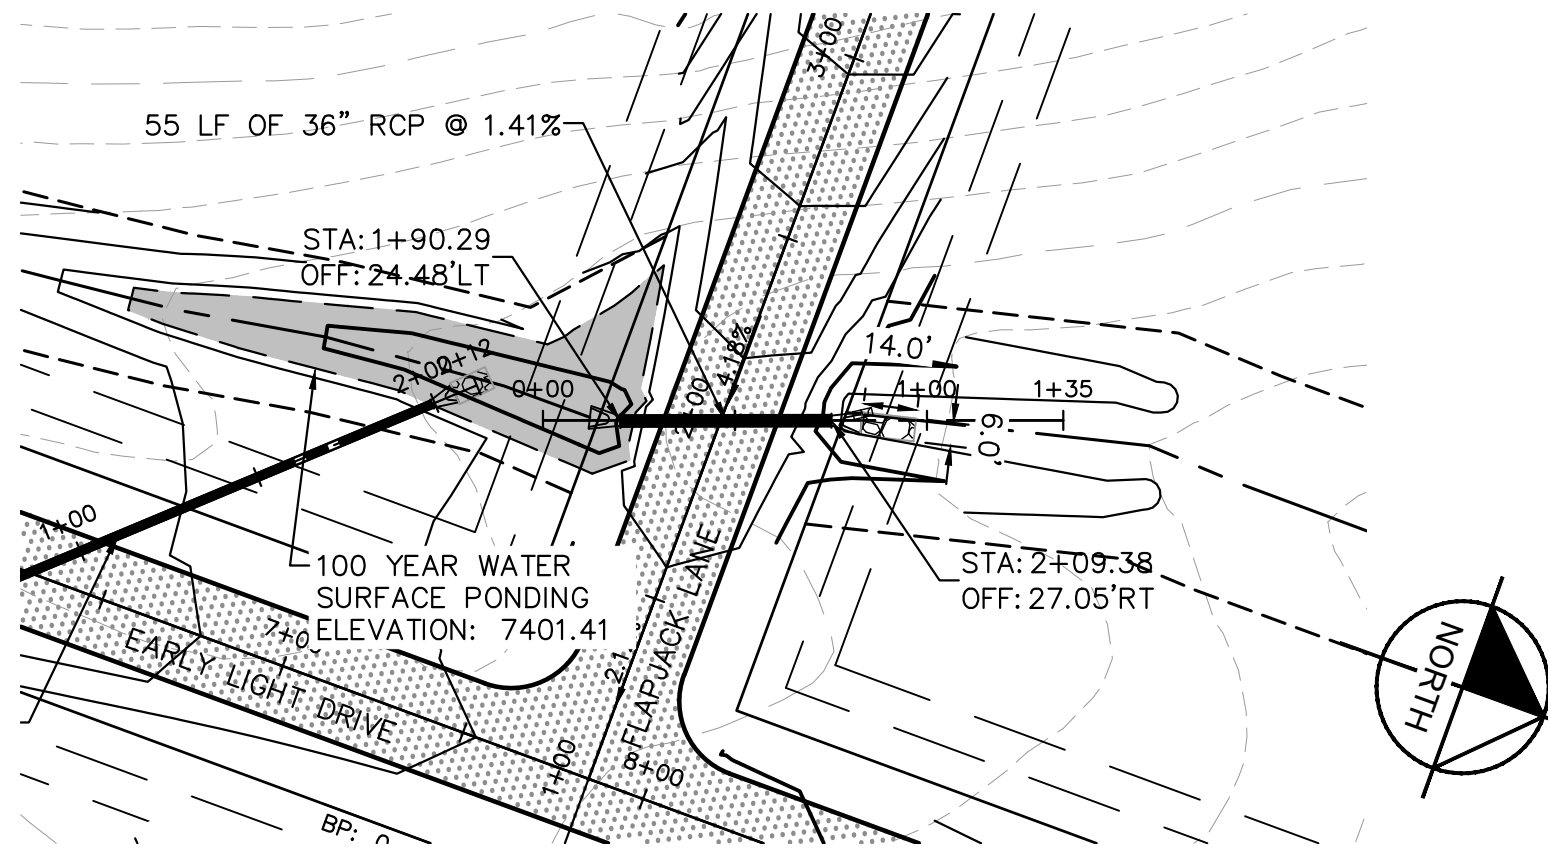 3+00
55 LF OF 36” RCP @ 1.41%
STA: 1+90.29
OFF: 24.48'LT
4.18%
14.0'
2+00
0+12
0+00
2+00
1+00
1+35
6.0'
1+00
100 YEAR WATER
SURFACE PONDING
ELEVATION: 7401.41
STA: 2+09.38
OFF: 27.05'RT
EARLY LIGHT DRIVE
FLAPJACK LANE
1+00
8+00
NORTH
BP: 0